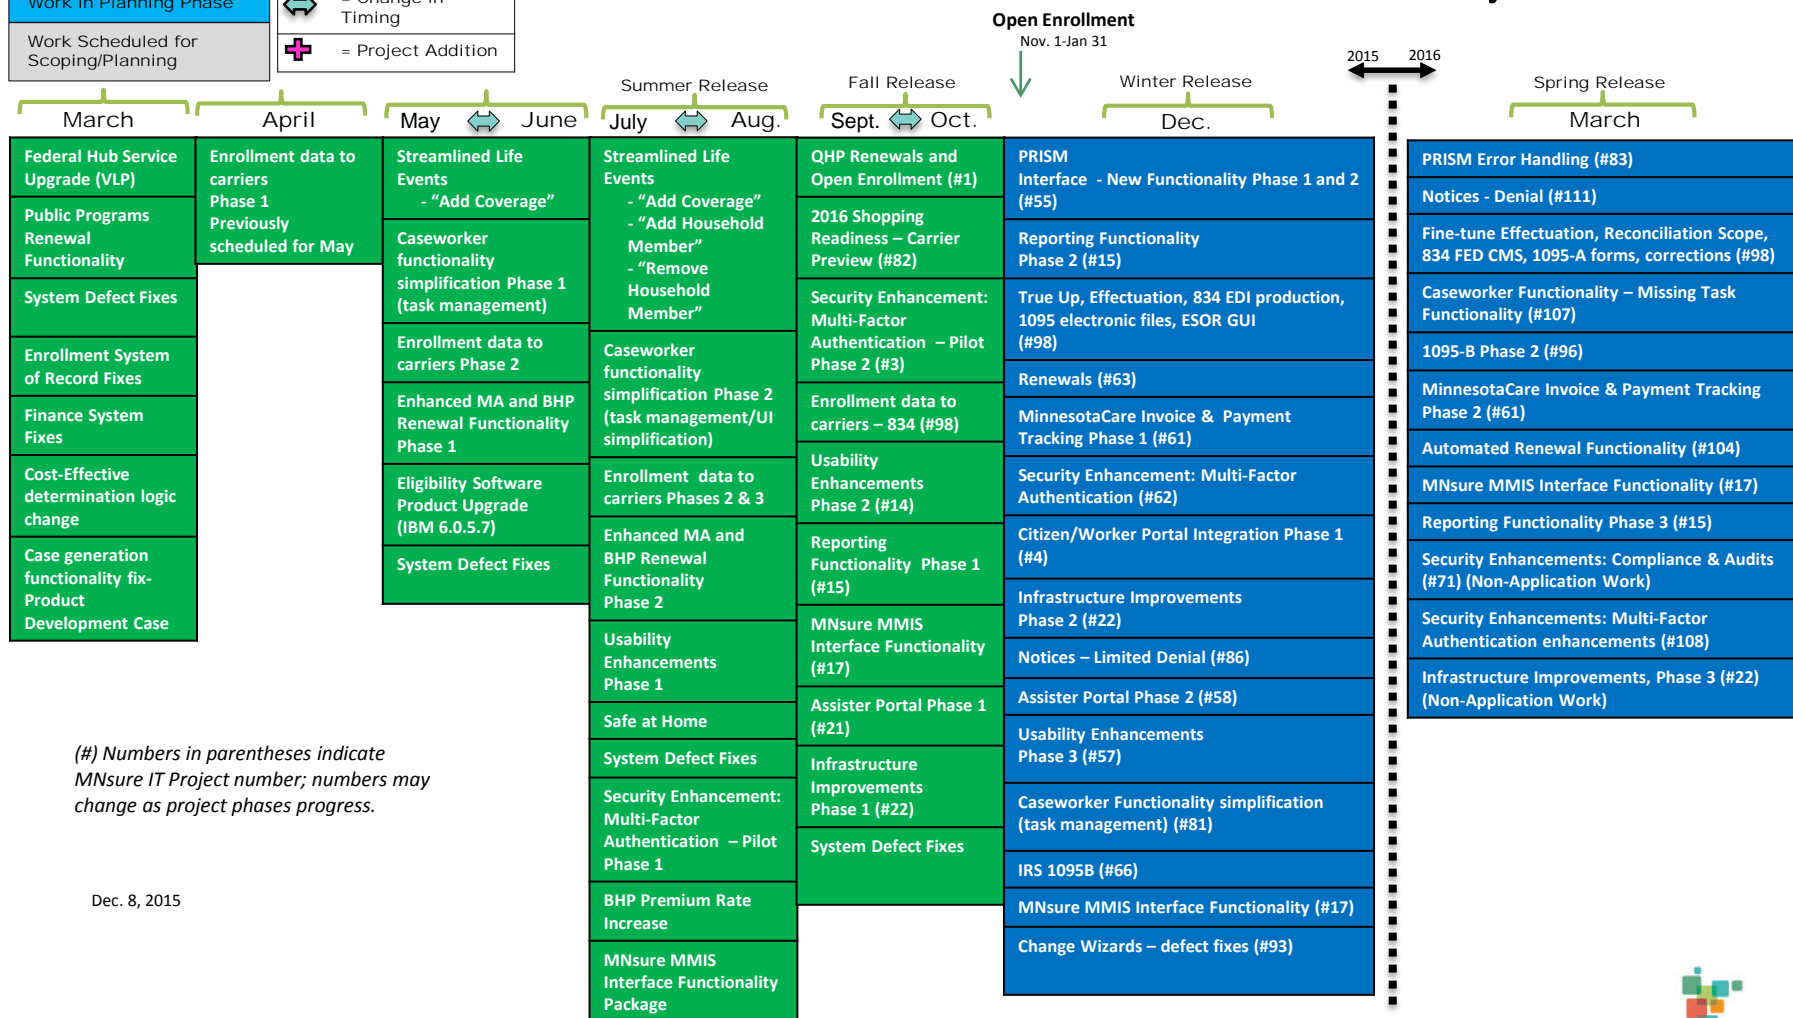 Work in Planning Phase
Work Scheduled for
Scoping/Planning
= Change in
Timing
= Project Addition
Open Enrollment
Nov. 1-Jan 31
2015
2016
Summer Release
Fall Release
Winter Release
Spring Release
March
April
May
June
July
Aug.
Sept.
Oct.
Dec.
March
Federal Hub Service
Upgrade (VLP)
Public Programs
Renewal
Functionality
System Defect Fixes
Enrollment System
of Record Fixes
Finance System
Fixes
Cost-Effective
determination logic
change
Case generation
functionality fix-
Product
Development Case
Enrollment data to
carriers
Phase 1
Previously
scheduled for May
Streamlined Life
Events
- “Add Coverage”
Caseworker
functionality
simplification Phase 1
(task management)
Enrollment data to
carriers Phase 2
Enhanced MA and BHP
Renewal Functionality
Phase 1
Eligibility Software
Product Upgrade
(IBM 6.0.5.7)
System Defect Fixes
Streamlined Life
Events
- “Add Coverage”
- “Add Household
Member”
- “Remove
Household
Member”
Caseworker
functionality
simplification Phase 2
(task management/UI
simplification)
Enrollment data to
carriers Phases 2 & 3
Enhanced MA and
BHP Renewal
Functionality
Phase 2
Usability
Enhancements
Phase 1
Safe at Home
System Defect Fixes
Security Enhancement:
Multi-Factor
Authentication – Pilot
Phase 1
BHP Premium Rate
Increase
MNsure MMIS
Interface Functionality
Package
QHP Renewals and
Open Enrollment (#1)
2016 Shopping
Readiness – Carrier
Preview (#82)
Security Enhancement:
Multi-Factor
Authentication – Pilot
Phase 2 (#3)
Enrollment data to
carriers – 834 (#98)
Usability
Enhancements
Phase 2 (#14)
Reporting
Functionality Phase 1
(#15)
MNsure MMIS
Interface Functionality
(#17)
Assister Portal Phase 1
(#21)
Infrastructure
Improvements
Phase 1 (#22)
System Defect Fixes
PRISM
Interface - New Functionality Phase 1 and 2
(#55)
Reporting Functionality
Phase 2 (#15)
True Up, Effectuation, 834 EDI production,
1095 electronic files, ESOR GUI
(#98)
Renewals (#63)
MinnesotaCare Invoice & Payment
Tracking Phase 1 (#61)
Security Enhancement: Multi-Factor
Authentication (#62)
Citizen/Worker Portal Integration Phase 1
(#4)
Infrastructure Improvements
Phase 2 (#22)
Notices – Limited Denial (#86)
Assister Portal Phase 2 (#58)
Usability Enhancements
Phase 3 (#57)
Caseworker Functionality simplification
(task management) (#81)
IRS 1095B (#66)
MNsure MMIS Interface Functionality (#17)
Change Wizards – defect fixes (#93)
PRISM Error Handling (#83)
Notices - Denial (#111)
Fine-tune Effectuation, Reconciliation Scope,
834 FED CMS, 1095-A forms, corrections (#98)
Caseworker Functionality – Missing Task
Functionality (#107)
1095-B Phase 2 (#96)
MinnesotaCare Invoice & Payment Tracking
Phase 2 (#61)
Automated Renewal Functionality (#104)
MNsure MMIS Interface Functionality (#17)
Reporting Functionality Phase 3 (#15)
Security Enhancements: Compliance & Audits
(#71) (Non-Application Work)
Security Enhancements: Multi-Factor
Authentication enhancements (#108)
Infrastructure Improvements, Phase 3 (#22)
(Non-Application Work)
(#) Numbers in parentheses indicate
MNsure IT Project number; numbers may
change as project phases progress.
Dec. 8, 2015